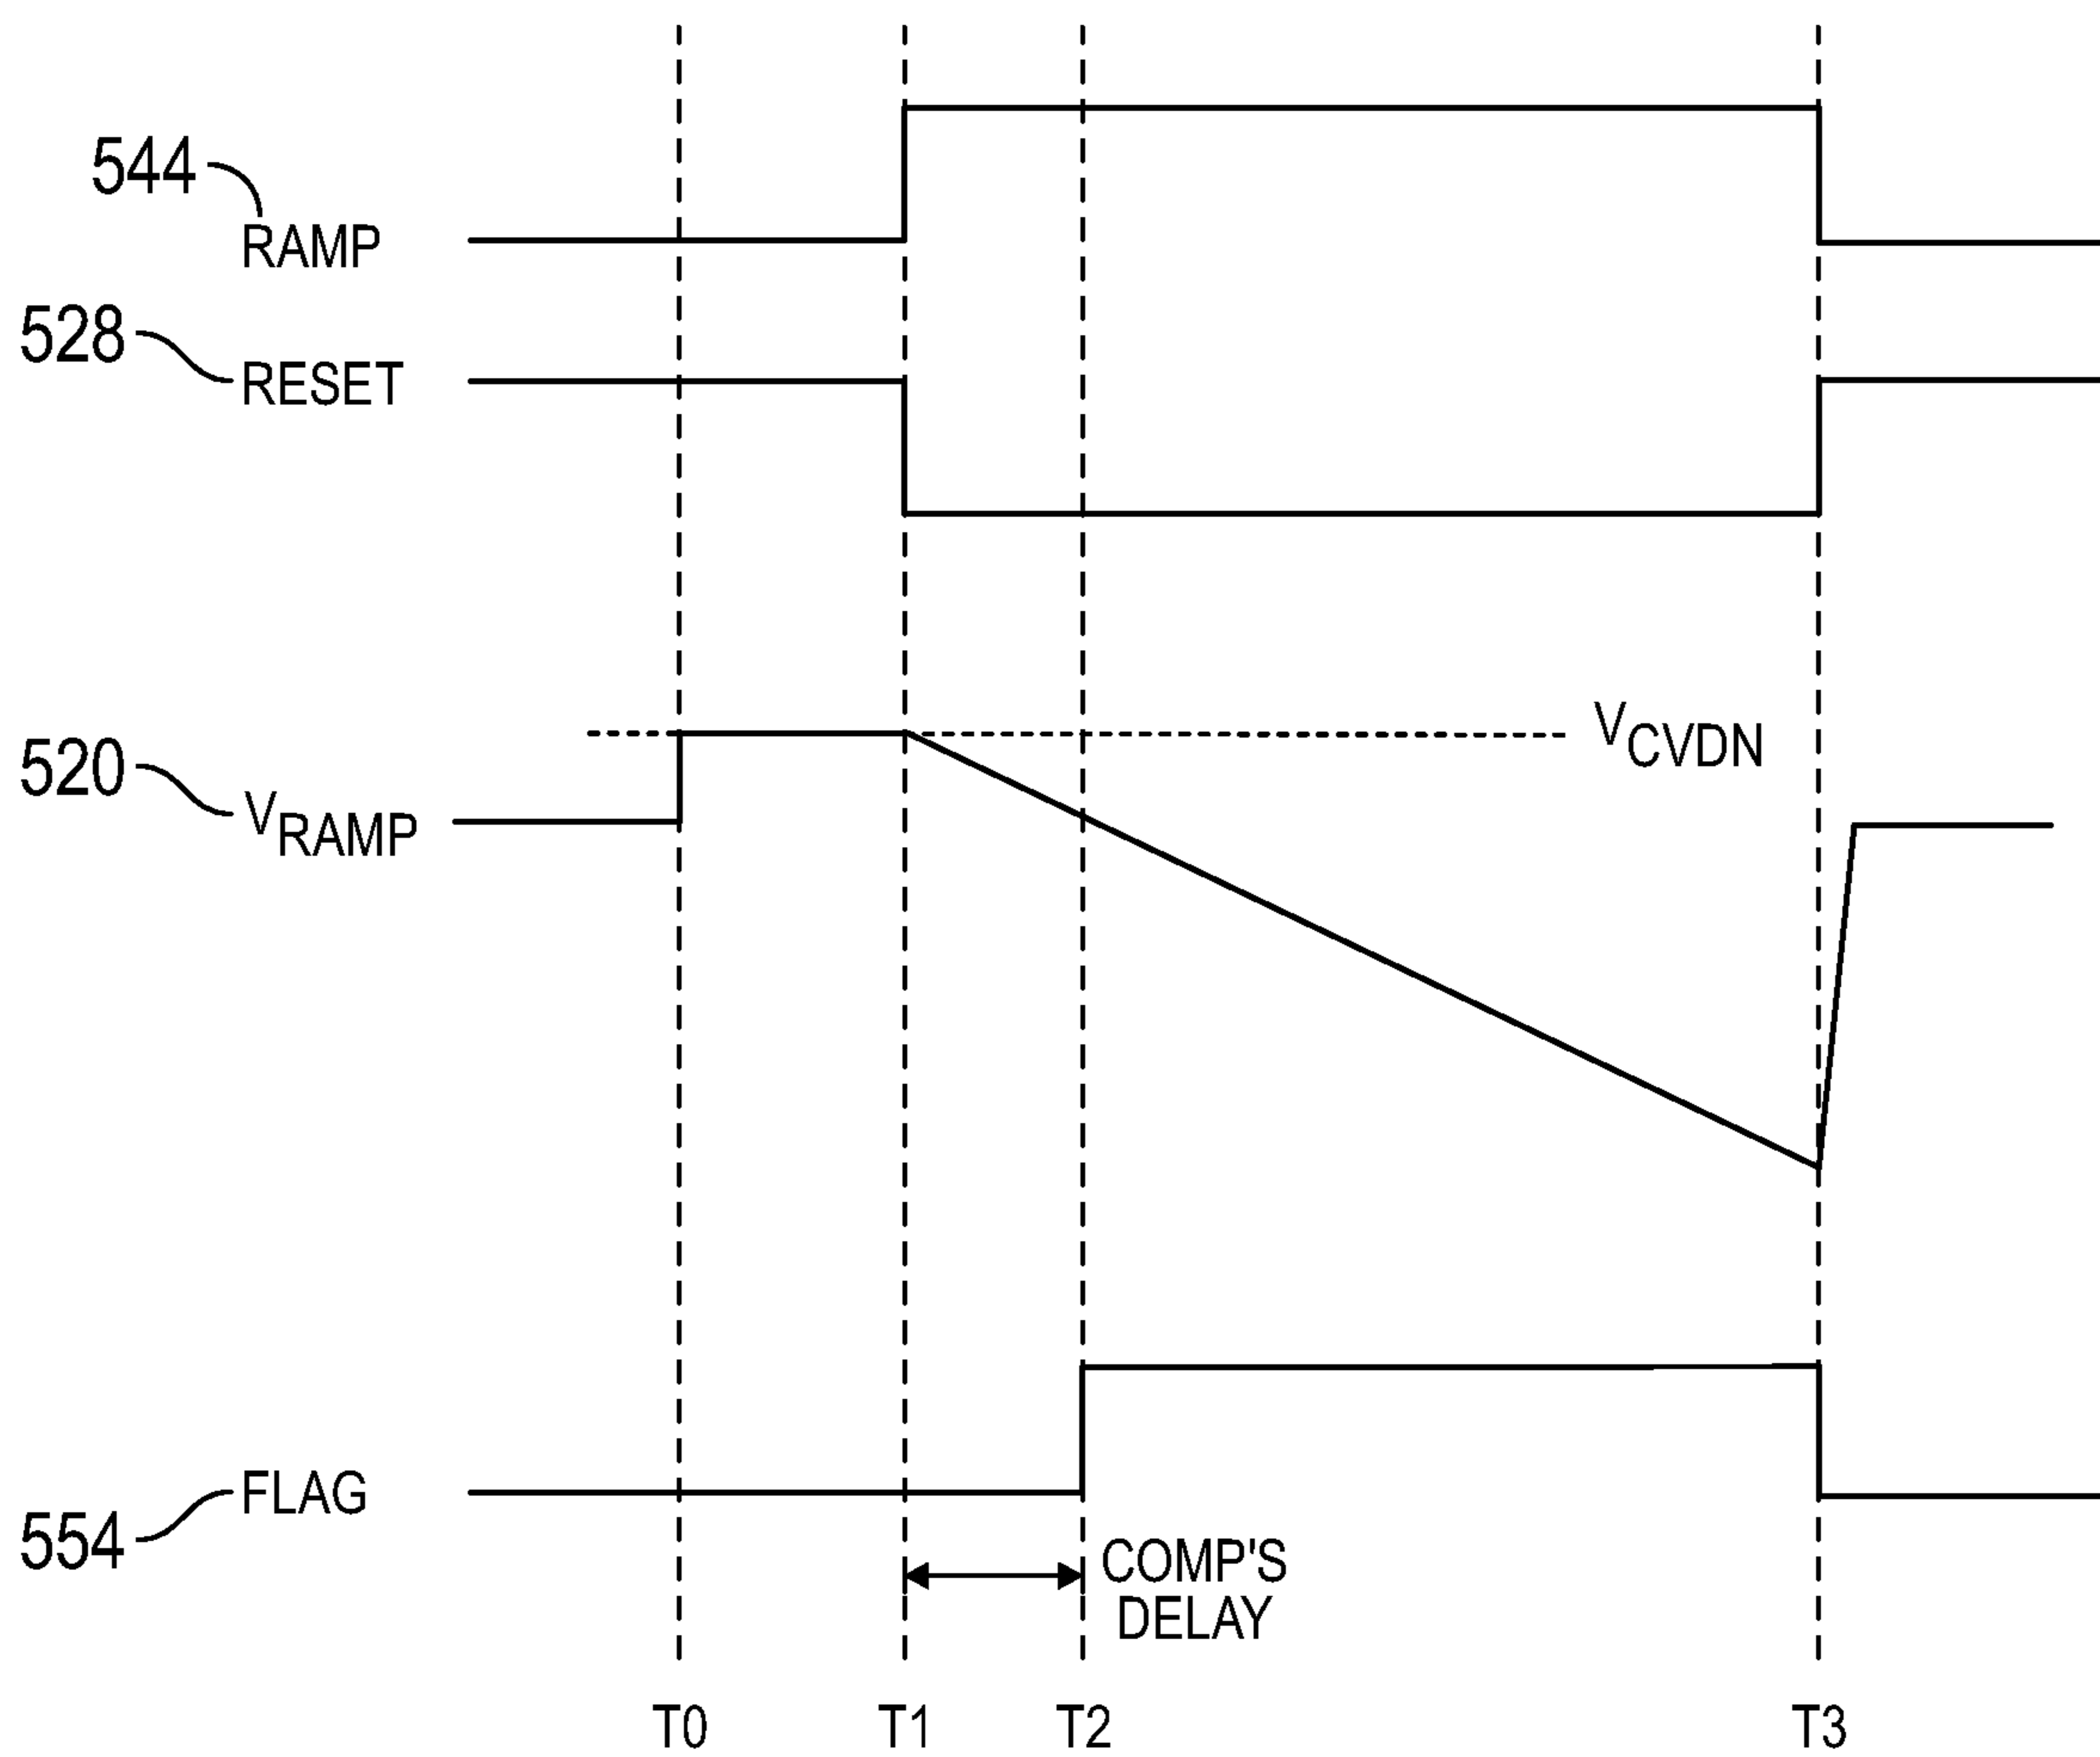 544
RAMP
528
RESET
VCVDN
520
VRAMP
FLAG
554
COMP'S
DELAY
T0 T1 T2 T3